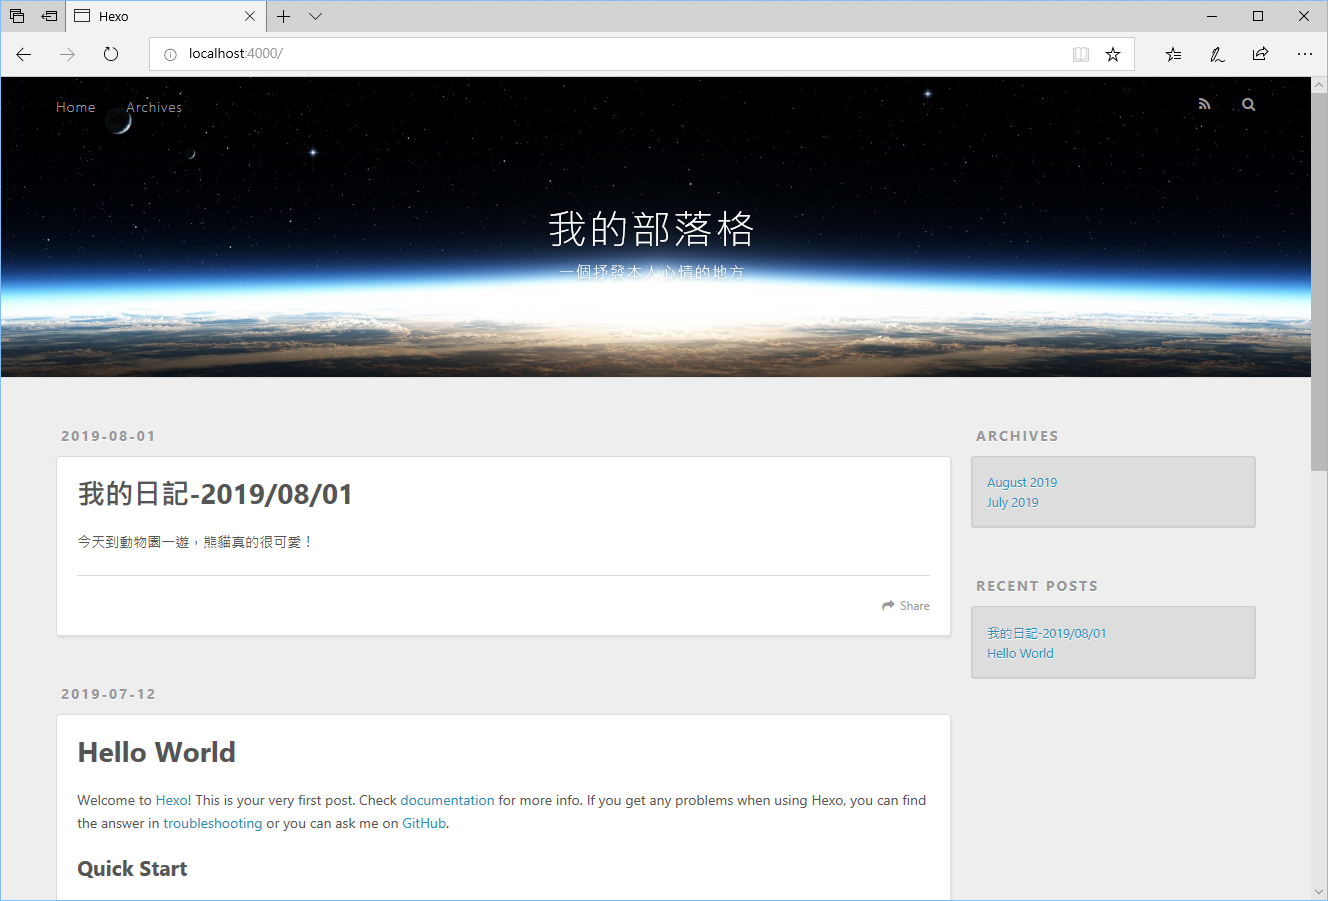 Hexo
localhost:4000/
Home Archives
我的部落格
一個抒發本人心情的地方
2019-08-01
我的日記-2019/08/01
今天到動物園一遊，熊貓真的很可愛！
Share
2019-07-12
Hello World
Welcome to Hexo! This is your very first post. Check documentation for more info. If you get any problems when using Hexo, you can find
the answer in troubleshooting or you can ask me on GitHub.
Quick Start
ARCHIVES
August 2019
July 2019
RECENT POSTS
我的日記-2019/08/01
Hello World